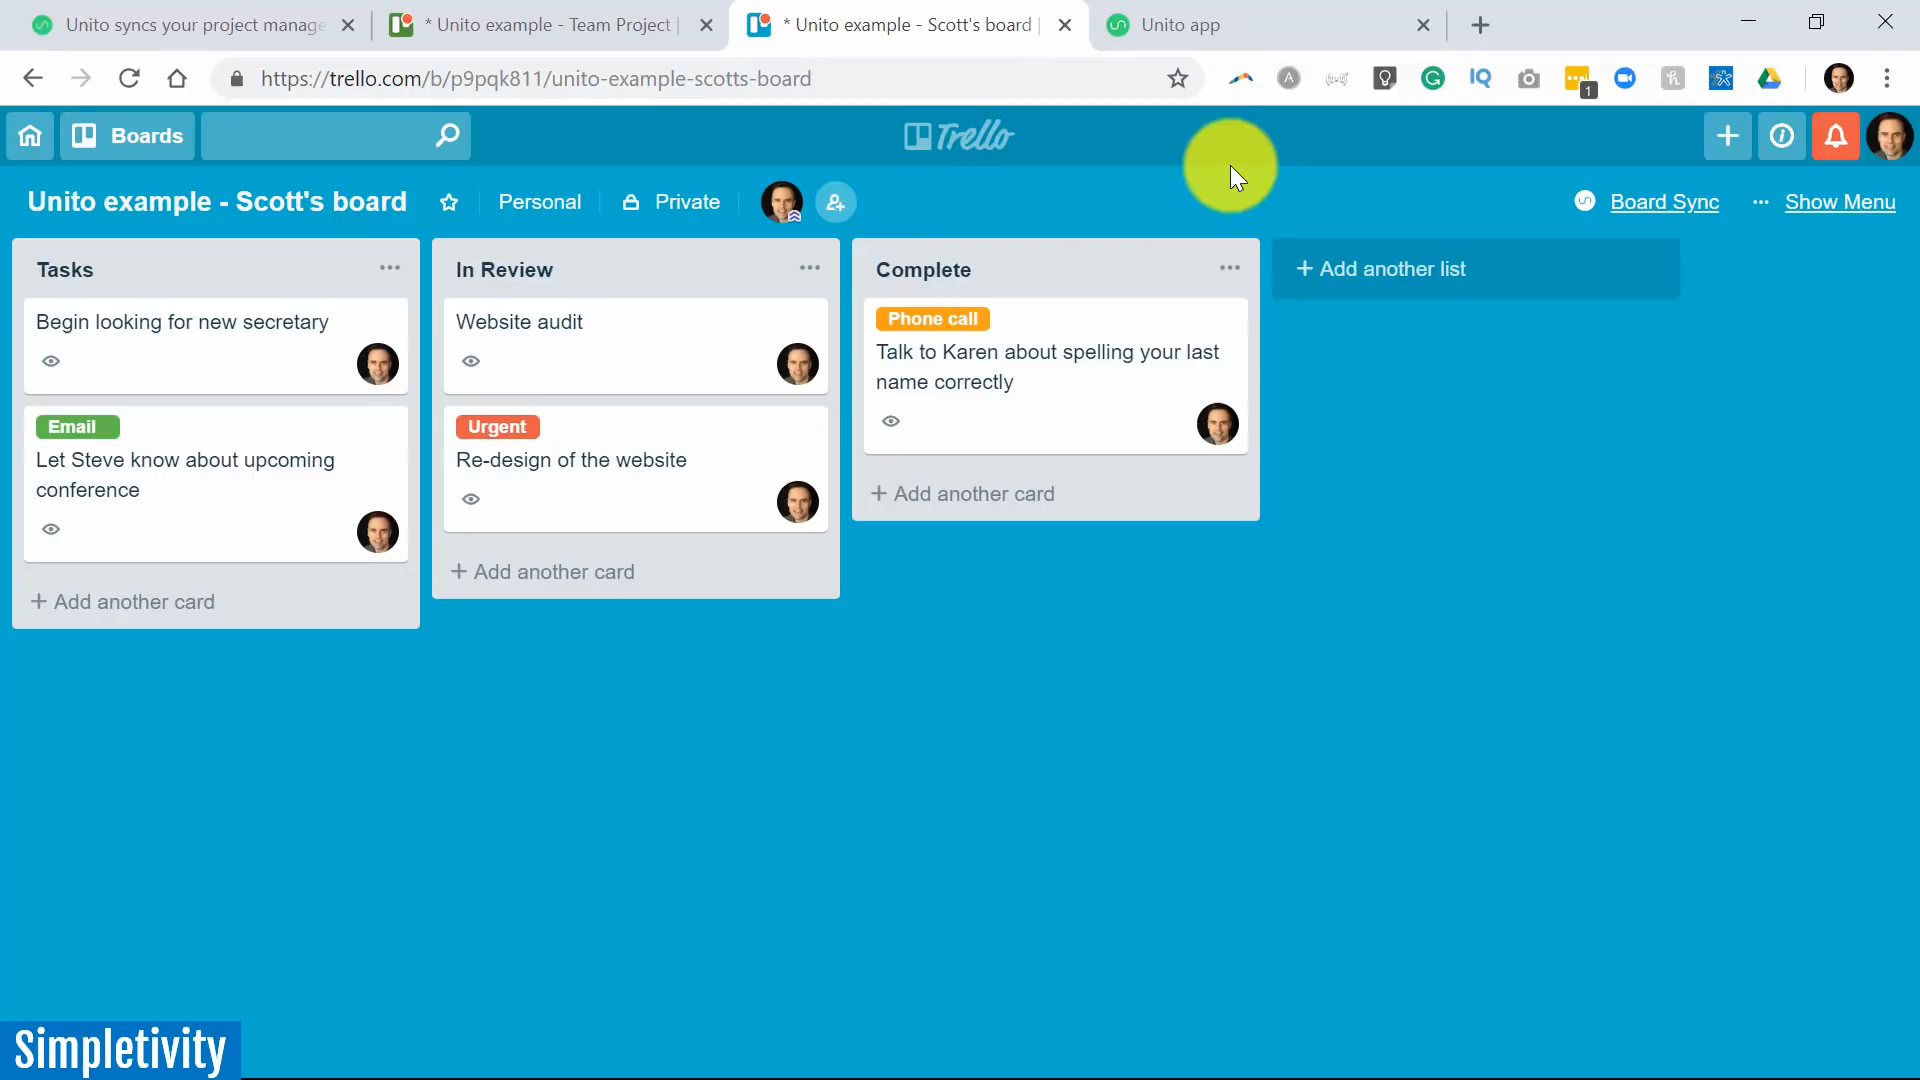 Unito syncs your project manage
* Unito example - Team Project |
* Unito example - Scott's board |
Unito app
https://trello.com/b/p9pqk811/unito-example-scotts-board
1
Boards
Trello
Unito example - Scott's board
Personal
Private
Board Sync
Show Menu
Tasks
Begin looking for new secretary
Email
Let Steve know about upcoming
conference
+ Add another card
In Review
Website audit
Urgent
Re-design of the website
+ Add another card
Complete
Phone call
Talk to Karen about spelling your last
name correctly
+ Add another card
+ Add another list
Simpletivity